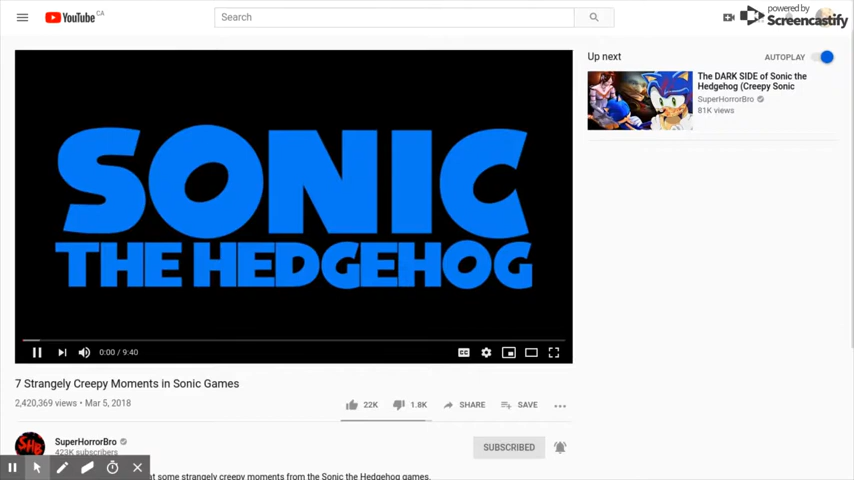 YouTube CA
Search
powered by
Screencastify
SONIC
THE HEDGEHOG
0:00 / 9:40
CC
7 Strangely Creepy Moments in Sonic Games
2,420,369 views • Mar 5, 2018
22K
1.8K
SHARE
SAVE
SHB
SuperHorrorBro
423K subscribers
SUBSCRIBED
t some strangely creepy moments from the Sonic the Hedgehog games.
Up next
AUTOPLAY
The DARK SIDE of Sonic the
Hedgehog (Creepy Sonic
SuperHorrorBro
81K views